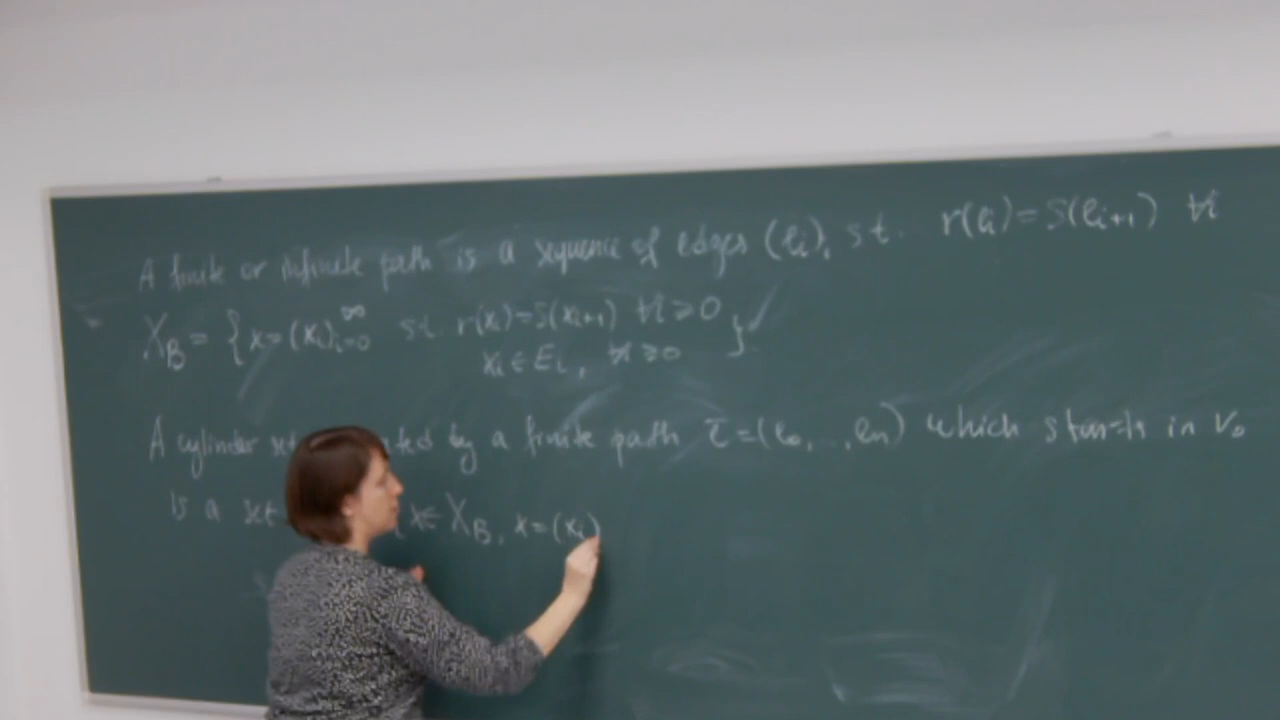 A finite or infinite path is a sequence of edges (eᵢ), s.t. r(eᵢ)=S(eᵢ₊₁) ∀i
X_B = { x=(xᵢ)_{i=0}^∞ s.t. r(xᵢ)=S(xᵢ₊₁) ∀i ≥ 0
xᵢ ∈ Eᵢ, ∀i ≥ 0 }
A cylinder set ated by a finite path ē=(e₀,..,eₙ) which starts in V₀
is a set {x ∈ X_B, x=(xᵢ)